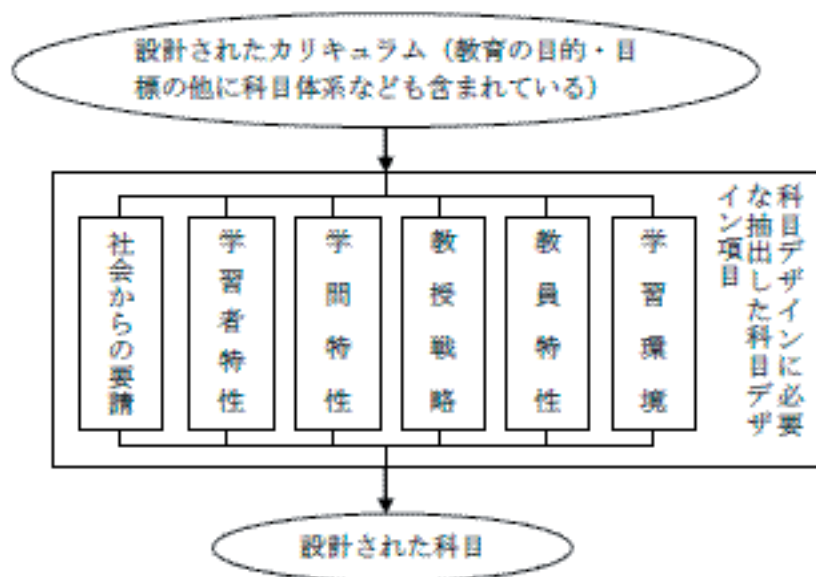 設計されたカリキュラム（教育の目的・目
標の他に科目体系なども含まれている）
社会からの要請
学習者特性
学問特性
教授戦略
教員特性
学習環境
科目デザインに必要
な抽出した科目デザ
イン項目
設計された科目